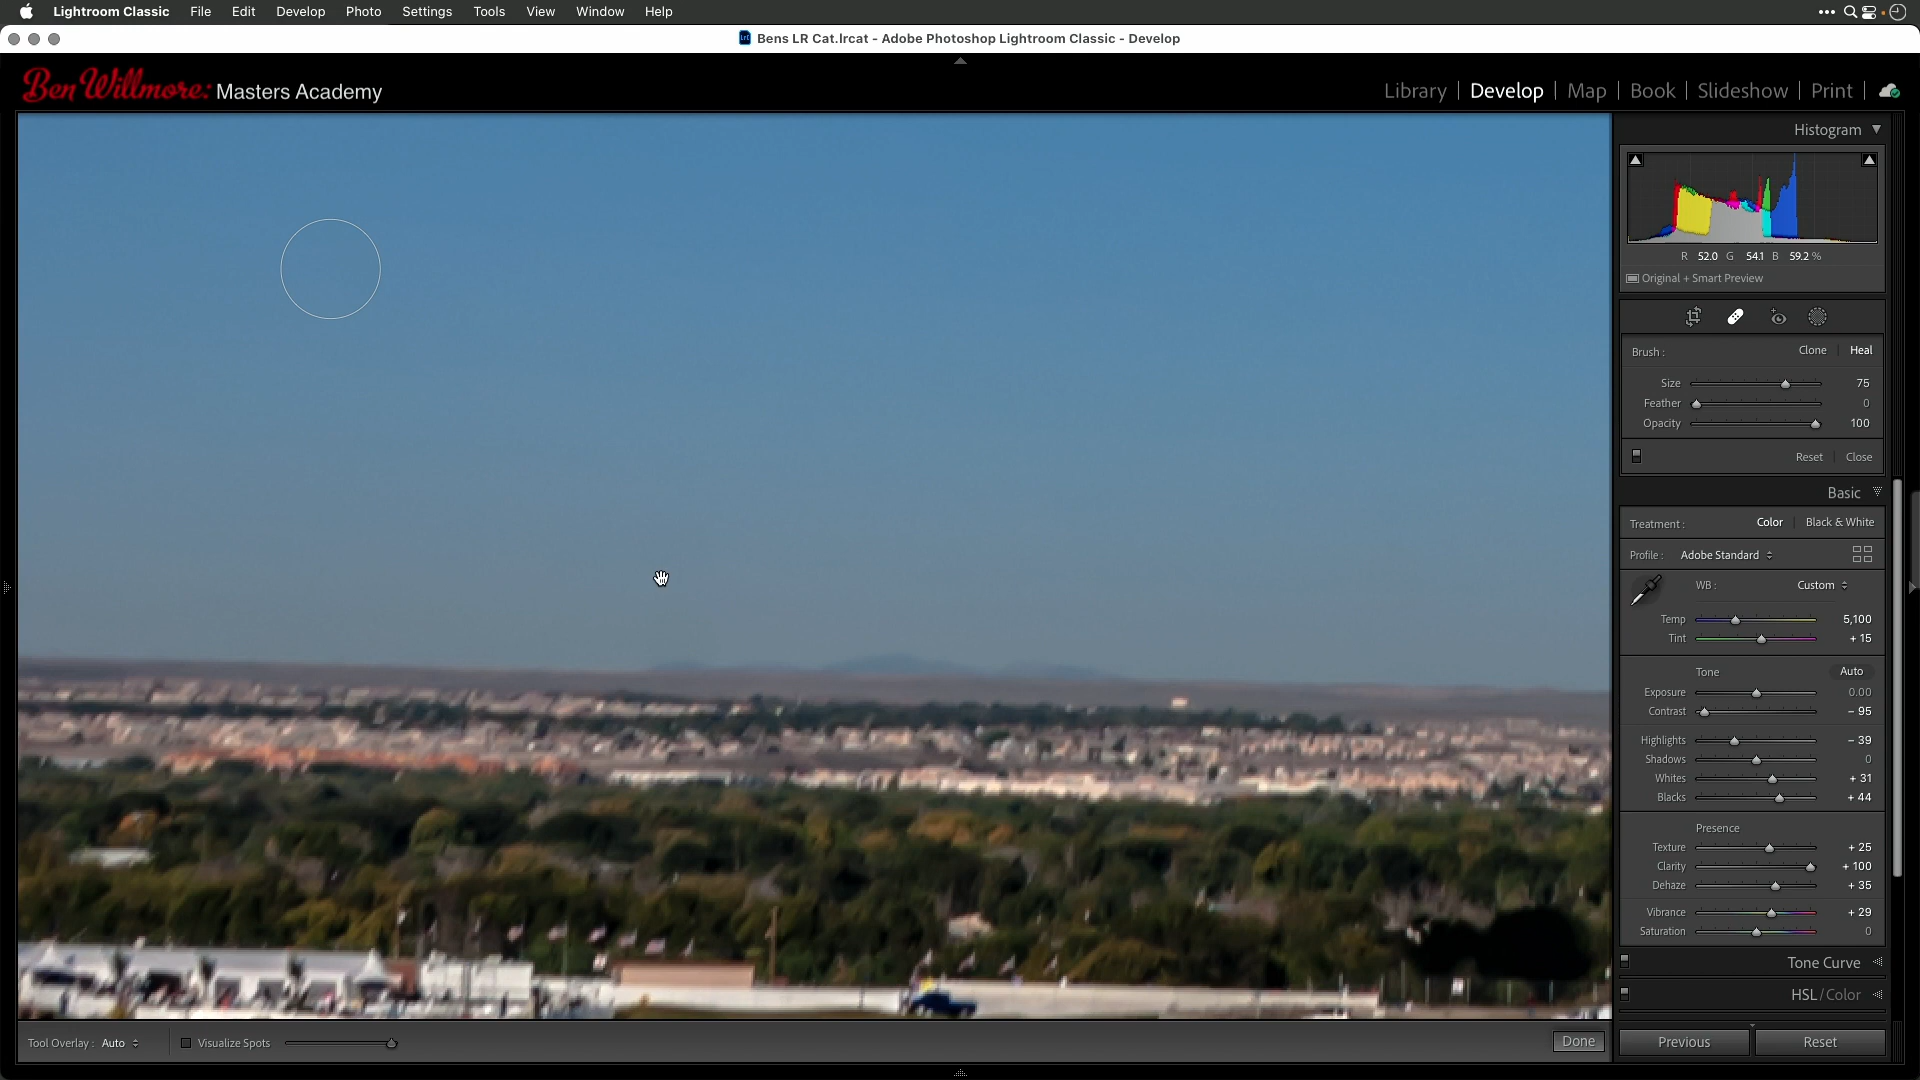 Lightroom Classic File Edit Develop Photo Settings Tools View Window Help
Bens LR Cat.lrcat - Adobe Photoshop Lightroom Classic - Develop
Ben Willmore: Masters Academy
Library | Develop | Map | Book | Slideshow | Print |
Histogram
R 52.0 G 54.1 B 59.2 %
Original + Smart Preview
Brush : Clone | Heal
Size 75
Feather 0
Opacity 100
Reset | Close
Basic
Treatment : Color | Black & White
Profile : Adobe Standard
WB : Custom
Temp 5,100
Tint + 15
Tone Auto
Exposure 0.00
Contrast − 95
Highlights − 39
Shadows 0
Whites + 31
Blacks + 44
Presence
Texture + 25
Clarity + 100
Dehaze + 35
Vibrance + 29
Saturation 0
Tone Curve
HSL / Color
Tool Overlay : Auto Visualize Spots Done
Previous Reset